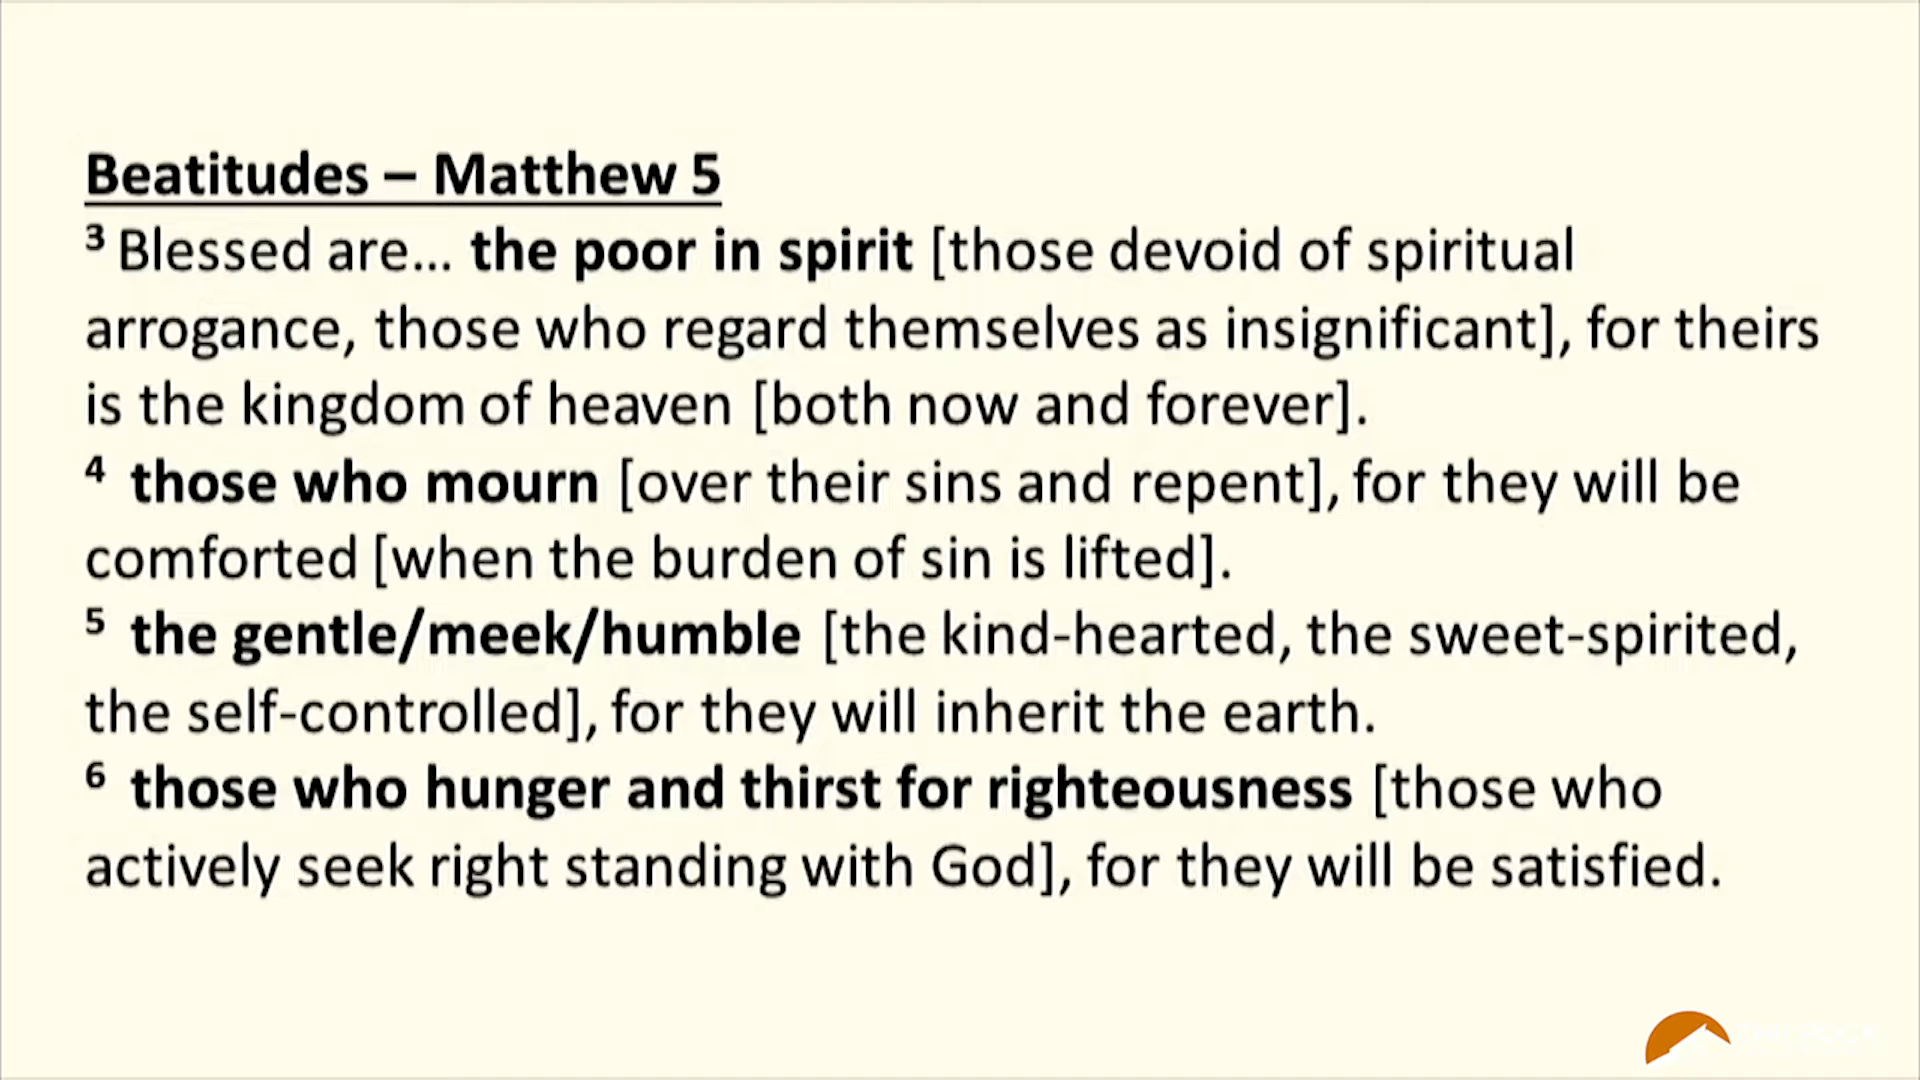 Beatitudes – Matthew 5
³ Blessed are... the poor in spirit [those devoid of spiritual
arrogance, those who regard themselves as insignificant], for theirs
is the kingdom of heaven [both now and forever].
⁴ those who mourn [over their sins and repent], for they will be
comforted [when the burden of sin is lifted].
⁵ the gentle/meek/humble [the kind-hearted, the sweet-spirited,
the self-controlled], for they will inherit the earth.
⁶ those who hunger and thirst for righteousness [those who
actively seek right standing with God], for they will be satisfied.